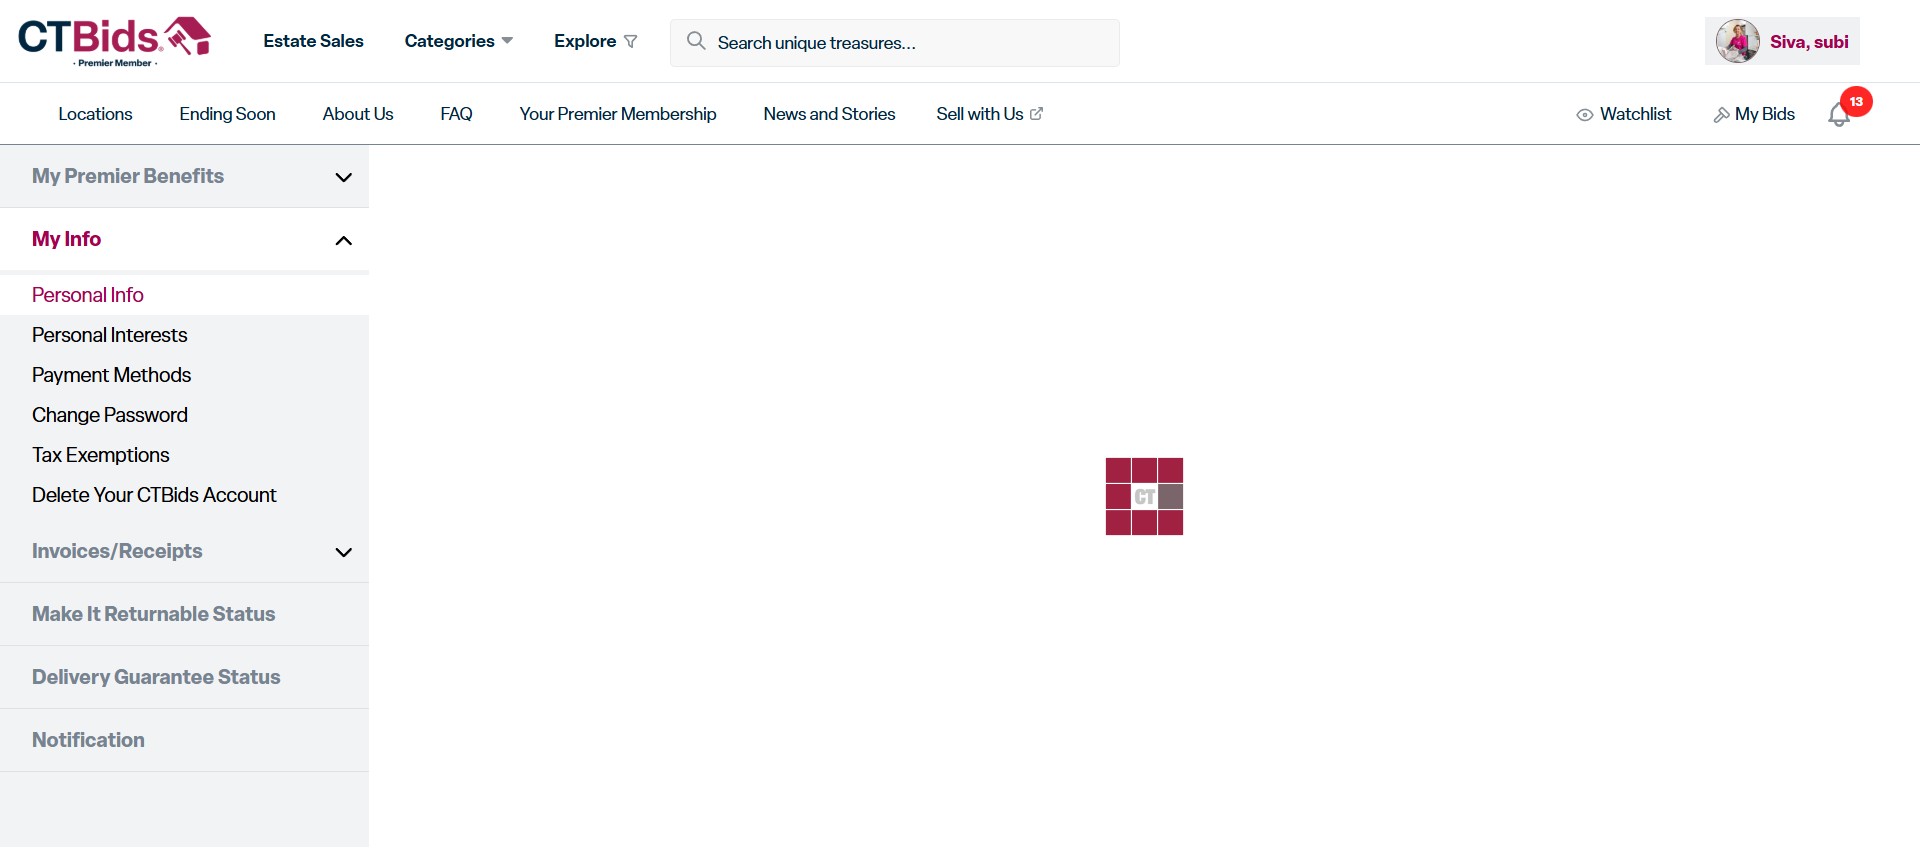 CTBids
· Premier Member ·
Estate Sales
Categories
Explore
Search unique treasures...
Siva, subi
Locations
Ending Soon
About Us
FAQ
Your Premier Membership
News and Stories
Sell with Us
Watchlist
My Bids
13
My Premier Benefits
My Info
Personal Info
Personal Interests
Payment Methods
Change Password
Tax Exemptions
Delete Your CTBids Account
Invoices/Receipts
Make It Returnable Status
Delivery Guarantee Status
Notification
CT